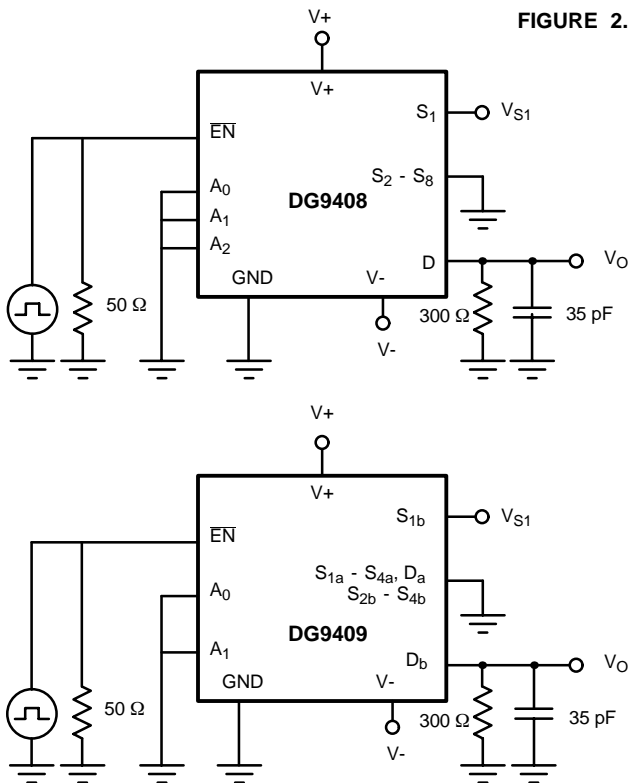 FIGURE 2.
V+
V+
S1
VS1
EN
S2 - S8
A0
A1
A2
DG9408
D
VO
GND
V-
50 Ω
300 Ω
35 pF
V-
V+
V+
S1b
VS1
EN
S1a - S4a, Da
S2b - S4b
A0
DG9409
A1
Db
VO
GND
V-
50 Ω
300 Ω
35 pF
V-